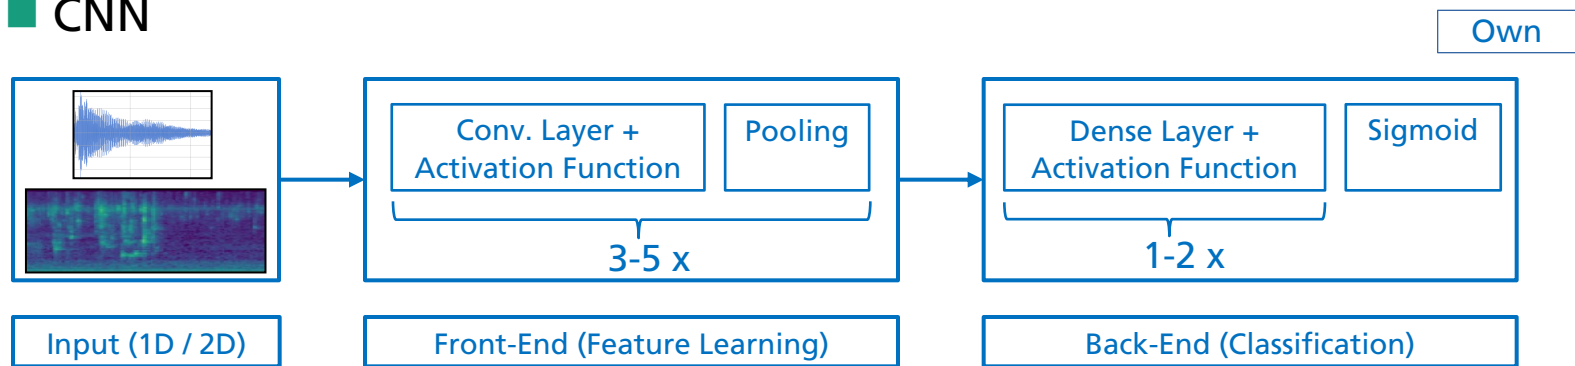 CNN
Own
Conv. Layer +
Activation Function
Pooling
3-5 x
Dense Layer +
Activation Function
Sigmoid
1-2 x
Input (1D / 2D)
Front-End (Feature Learning)
Back-End (Classification)